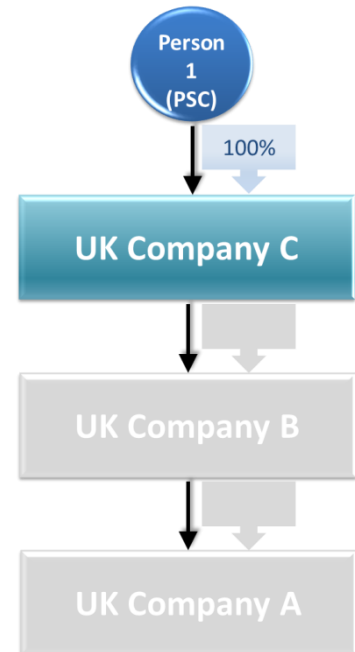 Person
1
(PSC)
100%
UK Company C
UK Company B
UK Company A